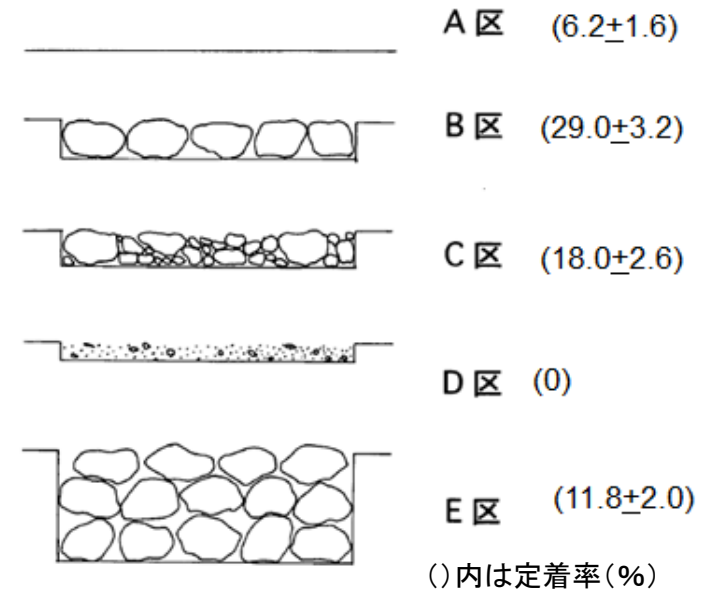 A区 (6.2±1.6)
B区 (29.0±3.2)
C区 (18.0±2.6)
D区 (0)
E区 (11.8±2.0)
()内は定着率(%)